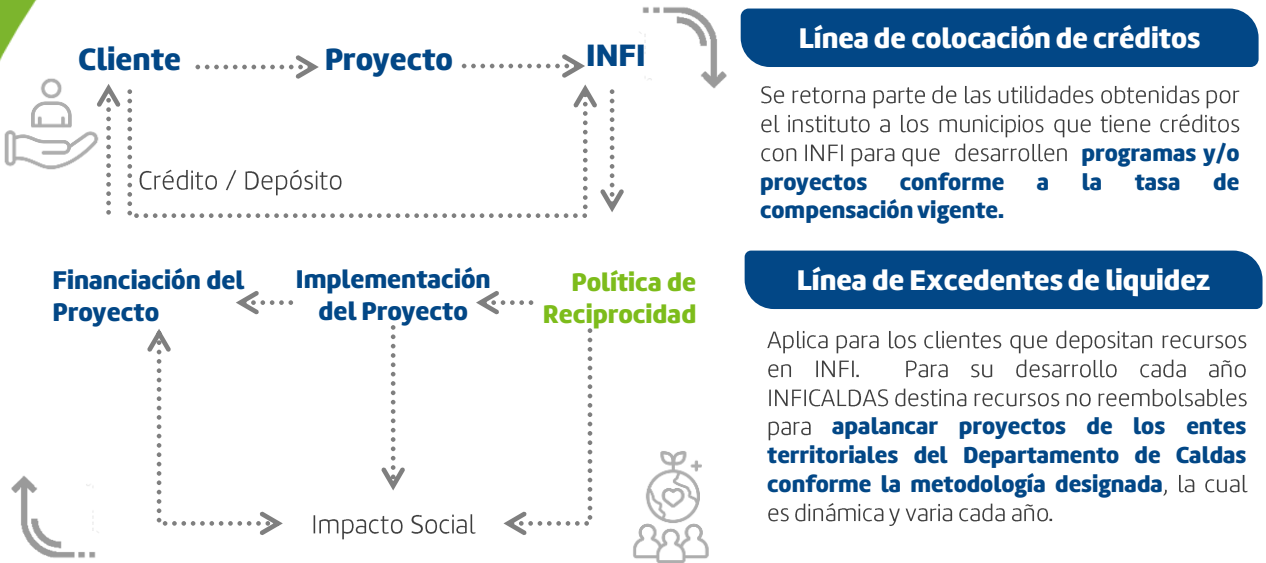 Cliente
Proyecto
INFI
Crédito / Depósito
Financiación del
Proyecto
Implementación
del Proyecto
Política de
Reciprocidad
Impacto Social
Línea de colocación de créditos
Se retorna parte de las utilidades obtenidas por
el instituto a los municipios que tiene créditos
con INFI para que desarrollen programas y/o
proyectos conforme a la tasa de
compensación vigente.
Línea de Excedentes de liquidez
Aplica para los clientes que depositan recursos
en INFI. Para su desarrollo cada año
INFICALDAS destina recursos no reembolsables
para apalancar proyectos de los entes
territoriales del Departamento de Caldas
conforme la metodología designada, la cual
es dinámica y varia cada año.